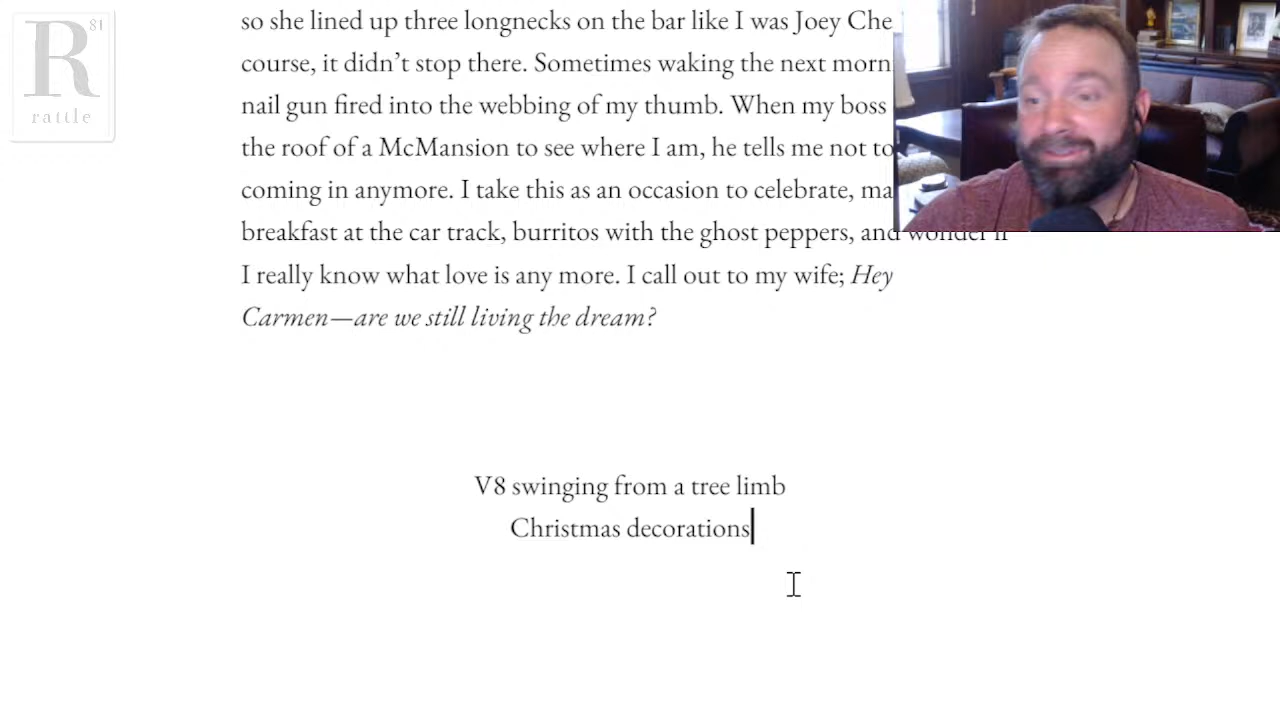 R
81
rattle
so she lined up three longnecks on the bar like I was Joey Che
course, it didn’t stop there. Sometimes waking the next morn
nail gun fired into the webbing of my thumb. When my boss
the roof of a McMansion to see where I am, he tells me not to
coming in anymore. I take this as an occasion to celebrate, ma
breakfast at the car track, burritos with the ghost peppers, and wonder if
I really know what love is any more. I call out to my wife; Hey
Carmen—are we still living the dream?
V8 swinging from a tree limb
Christmas decorations